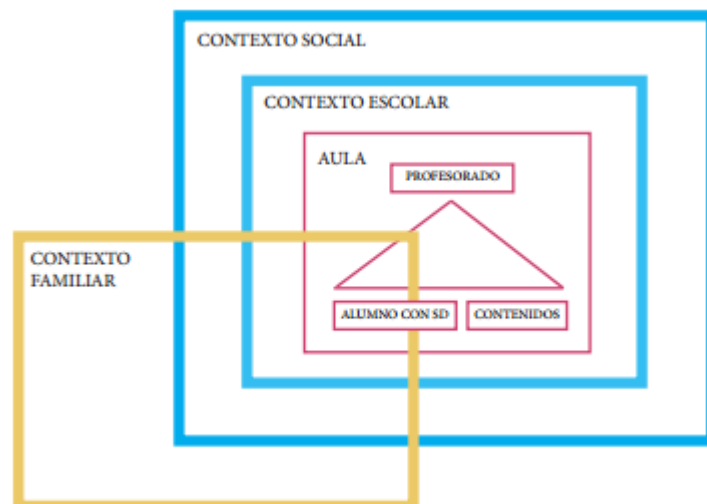 CONTEXTO SOCIAL
CONTEXTO ESCOLAR
AULA
PROFESORADO
CONTEXTO
FAMILIAR
ALUMNO CON SD
CONTENIDOS